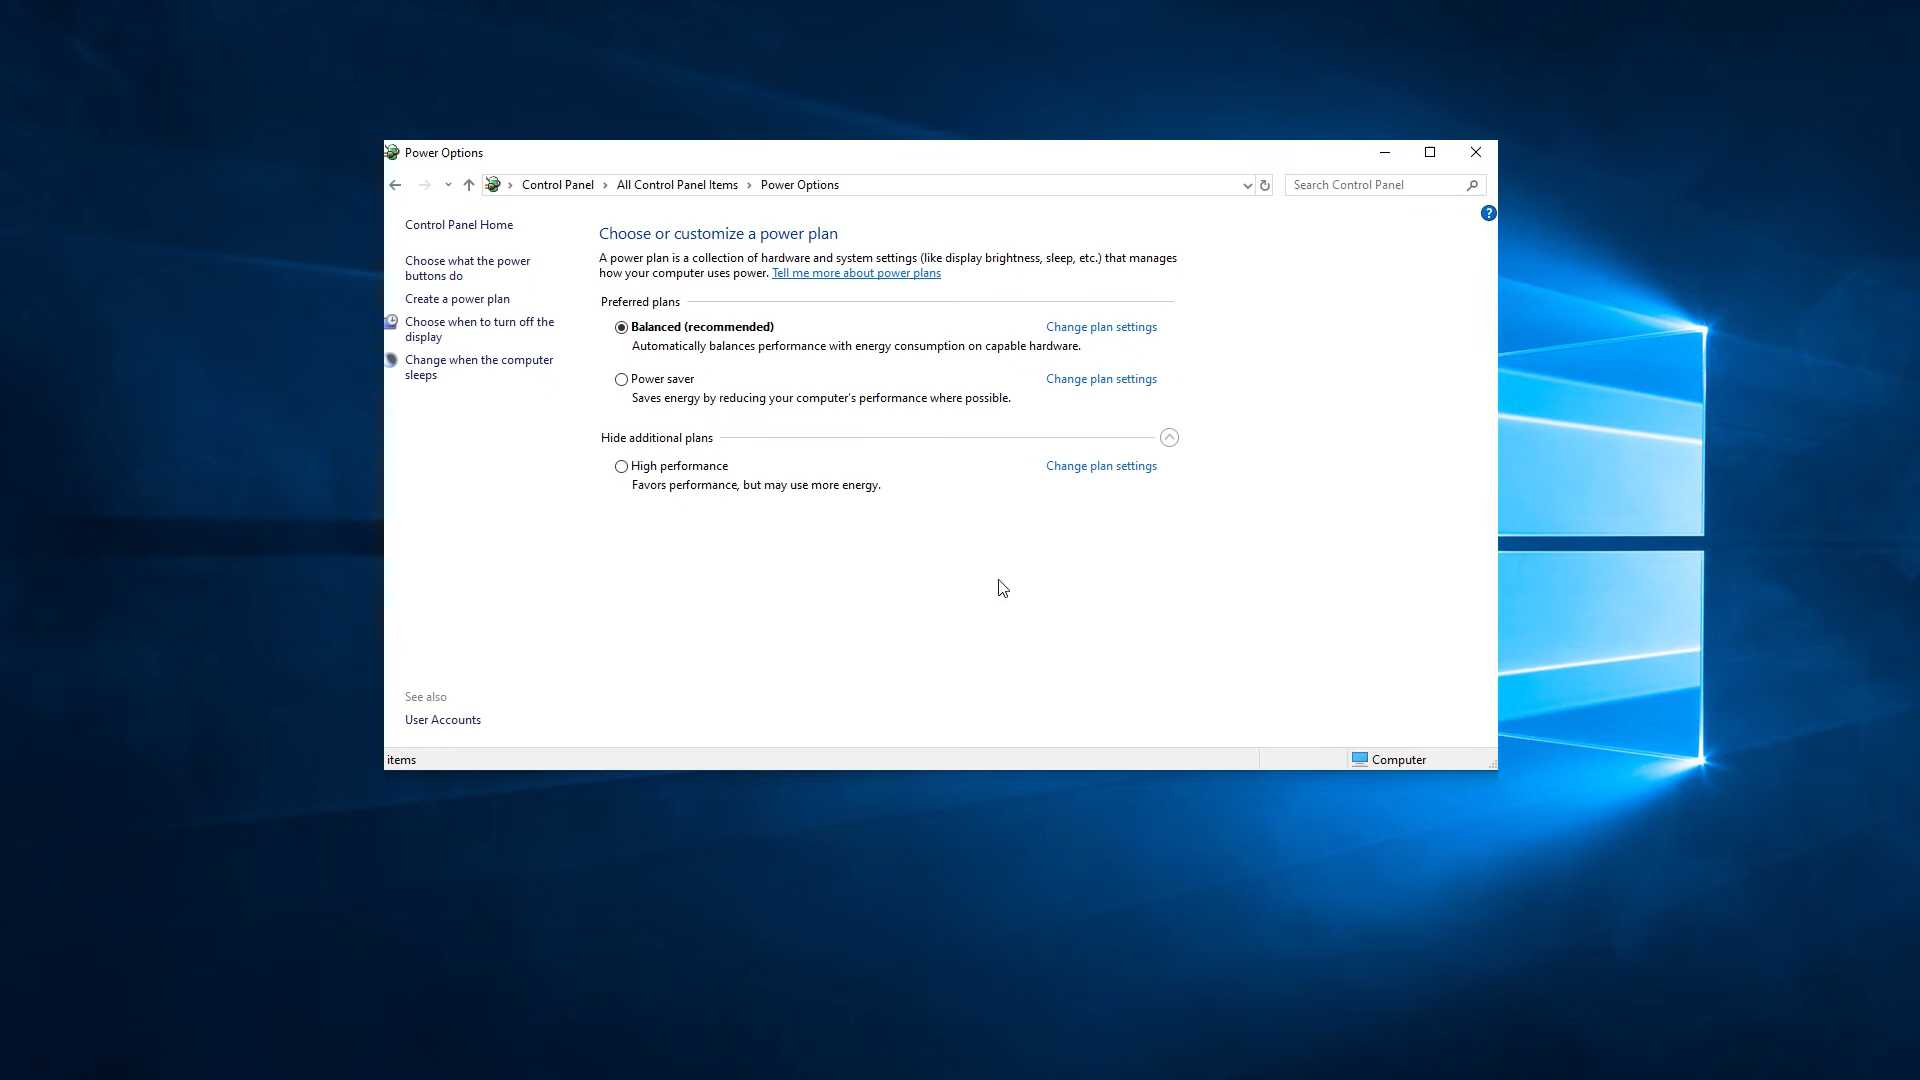 Power Options
Control Panel All Control Panel Items Power Options
Search Control Panel
?
Control Panel Home
Choose what the power
buttons do
Create a power plan
Choose when to turn off the
display
Change when the computer
sleeps
See also
User Accounts
Choose or customize a power plan
A power plan is a collection of hardware and system settings (like display brightness, sleep, etc.) that manages
how your computer uses power. Tell me more about power plans
Preferred plans
Balanced (recommended) Change plan settings
Automatically balances performance with energy consumption on capable hardware.
Power saver Change plan settings
Saves energy by reducing your computer's performance where possible.
Hide additional plans
High performance Change plan settings
Favors performance, but may use more energy.
items
Computer